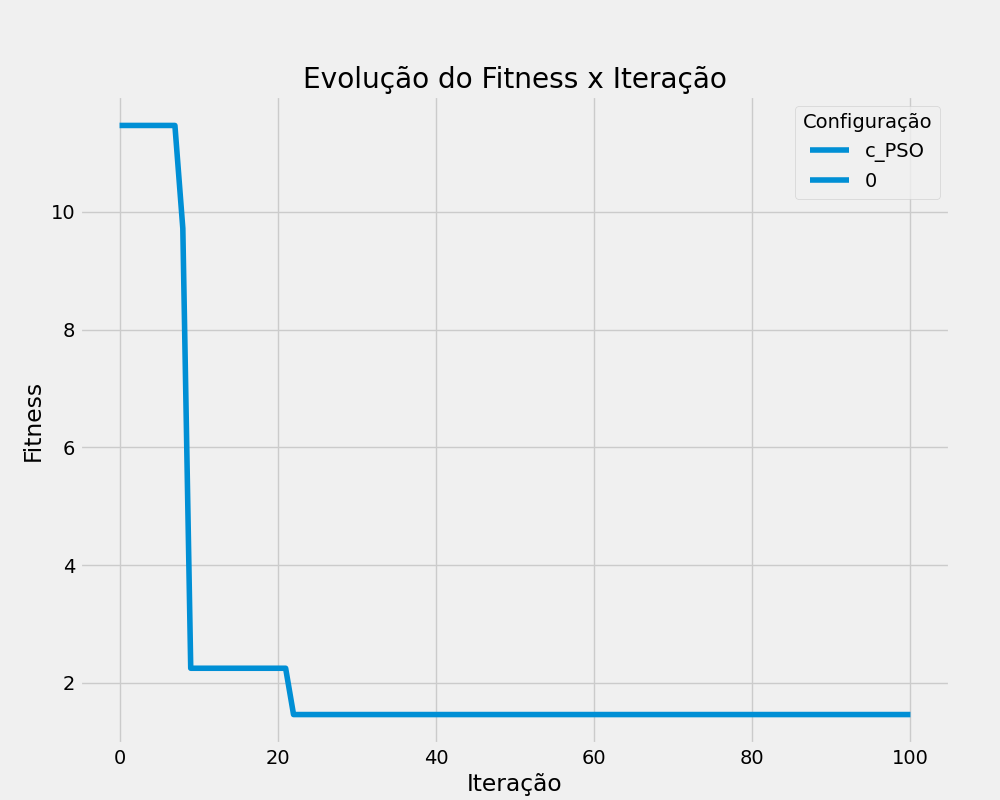 Evolução do Fitness x Iteração
Configuração
c_PSO
0
10
8
6
4
2
Fitness
0 20 40 60 80 100
Iteração